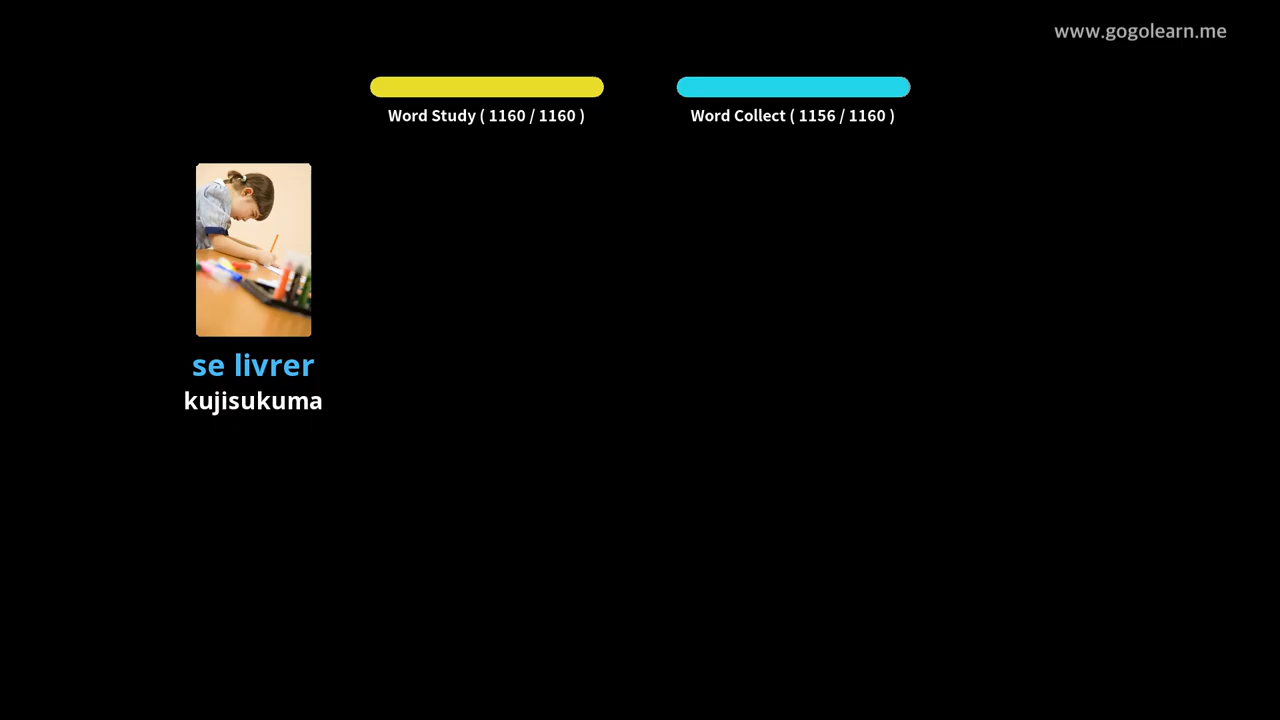 www.gogolearn.me
Word Study ( 1160 / 1160 )
Word Collect ( 1156 / 1160 )
se livrer
kujisukuma